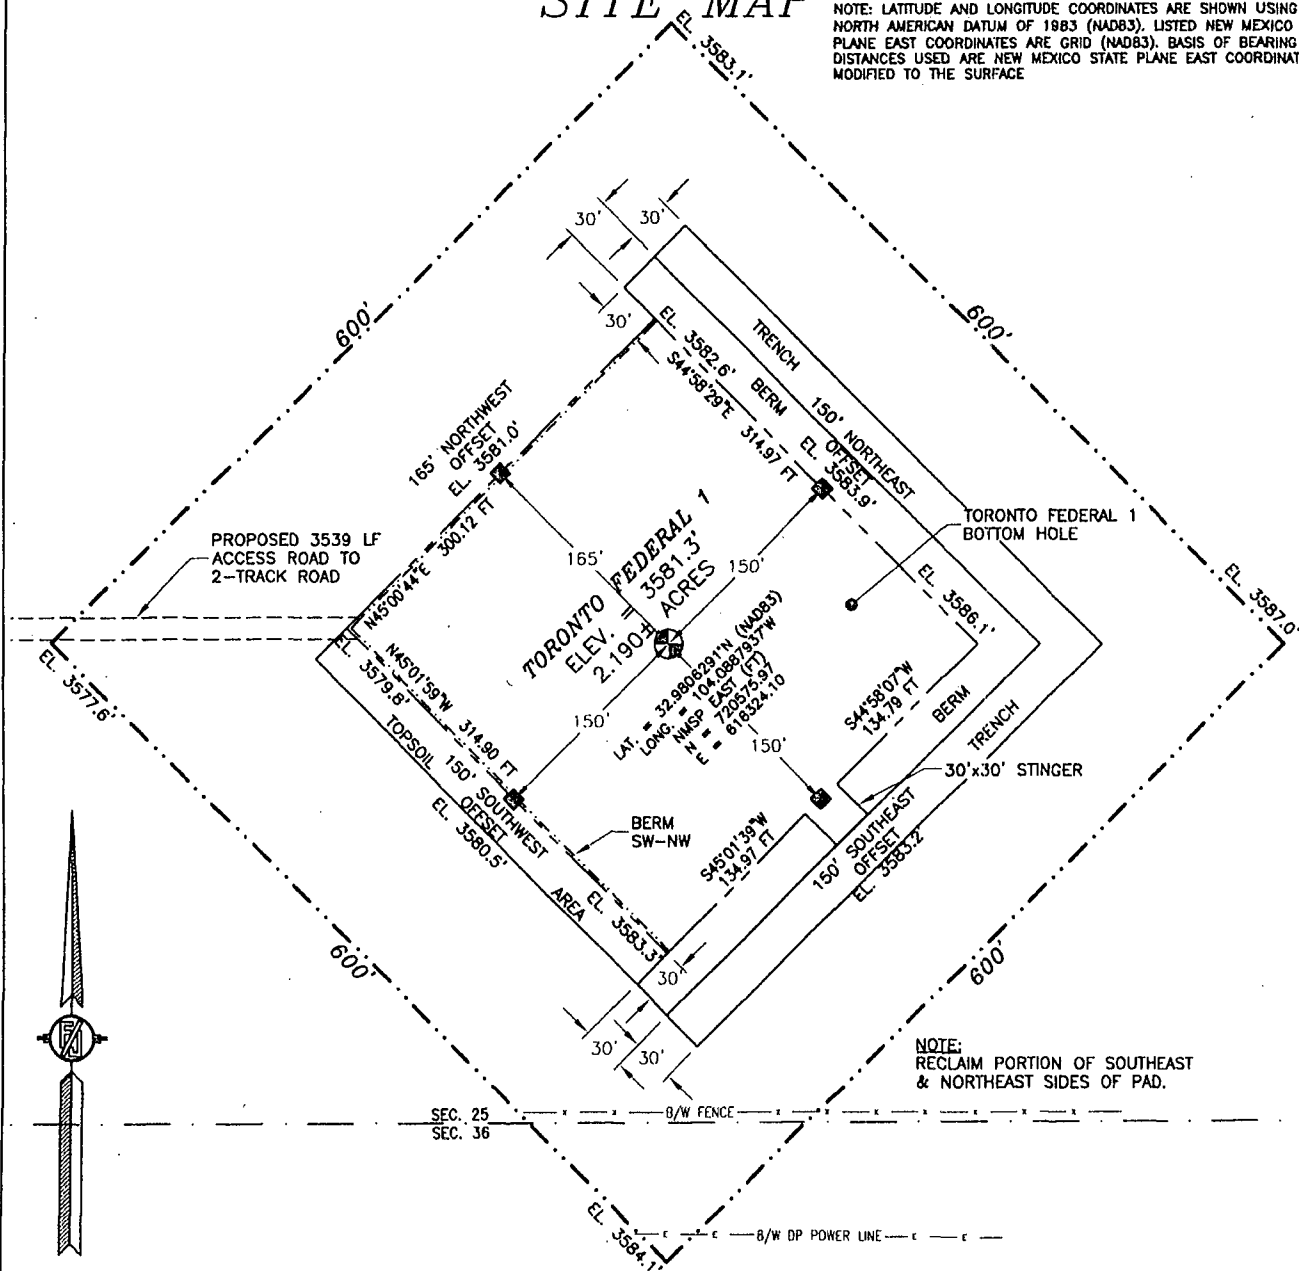 SITE MAP
NOTE: LATITUDE AND LONGITUDE COORDINATES ARE SHOWN USING
NORTH AMERICAN DATUM OF 1983 (NAD83). LISTED NEW MEXICO
PLANE EAST COORDINATES ARE GRID (NAD83). BASIS OF BEARING
DISTANCES USED ARE NEW MEXICO STATE PLANE EAST COORDINAT
MODIFIED TO THE SURFACE
EL. 3583.1'
600'
600'
30'
30'
30'
TRENCH
EL. 3582.6'
BERM
S44°58'29"E 314.97 FT
150' NORTHEAST
OFFSET
EL. 3583.9'
165' NORTHWEST
OFFSET
EL. 3581.0'
N45°00'44"E 300.12 FT
PROPOSED 3539 LF
ACCESS ROAD TO
2-TRACK ROAD
165'
150'
TORONTO FEDERAL 1
ELEV. = 3581.3'
2.190± ACRES
TORONTO FEDERAL 1
BOTTOM HOLE
EL. 3586.1'
EL. 3587.0'
EL. 3577.6'
EL. 3579.8'
N45°01'59"W 314.90 FT
LAT. = 32.9806291°N (NAD83)
LONG. = 104.0887937°W
NMSP EAST (FT)
N = 720575.97
E = 616324.10
150'
150'
S44°58'07"W
134.79 FT
BERM
TRENCH
30'x30' STINGER
TOPSOIL
AREA
150' SOUTHWEST
OFFSET
EL. 3580.5'
BERM
SW-NW
S45°01'39"W
134.97 FT
150' SOUTHEAST
OFFSET
EL. 3583.2'
EL. 3583.3'
600'
600'
30'
30'
30'
NOTE:
RECLAIM PORTION OF SOUTHEAST
& NORTHEAST SIDES OF PAD.
SEC. 25
SEC. 36
B/W FENCE
EL. 3584.1'
B/W DP POWER LINE